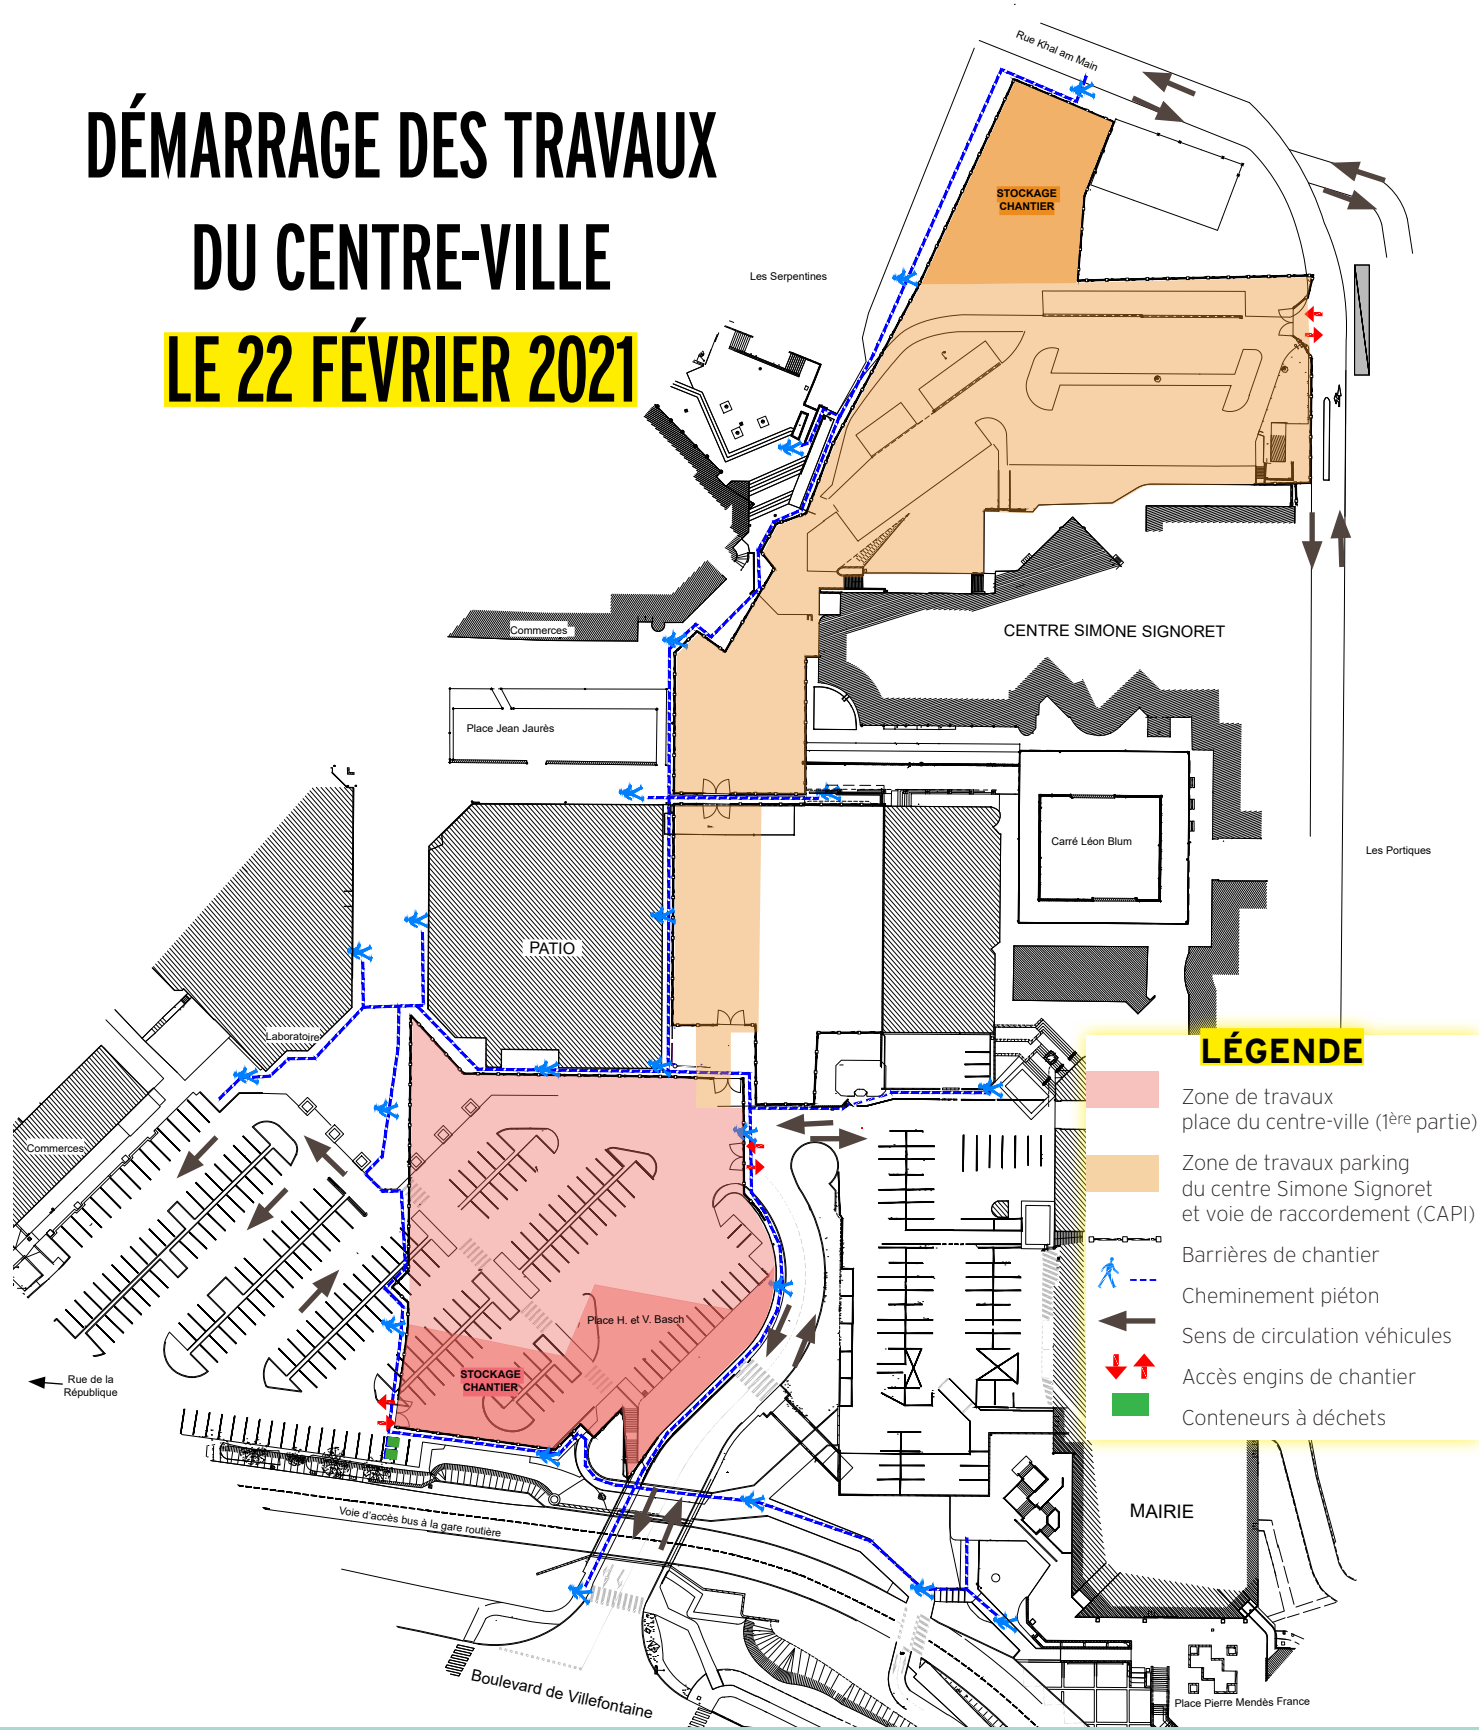 DÉMARRAGE DES TRAVAUX
DU CENTRE-VILLE
LE 22 FÉVRIER 2021
Rue Khal am Main
STOCKAGE
CHANTIER
Les Serpentines
Commerces
CENTRE SIMONE SIGNORET
Place Jean Jaurès
Carré Léon Blum
Les Portiques
PATIO
Laboratoire
Commerces
Place H. et V. Basch
STOCKAGE
CHANTIER
Rue de la
République
Voie d'accès bus à la gare routière
Boulevard de Villefontaine
MAIRIE
Place Pierre Mendès France
LÉGENDE
Zone de travaux
place du centre-ville (1ère partie)
Zone de travaux parking
du centre Simone Signoret
et voie de raccordement (CAPI)
Barrières de chantier
Cheminement piéton
Sens de circulation véhicules
Accès engins de chantier
Conteneurs à déchets